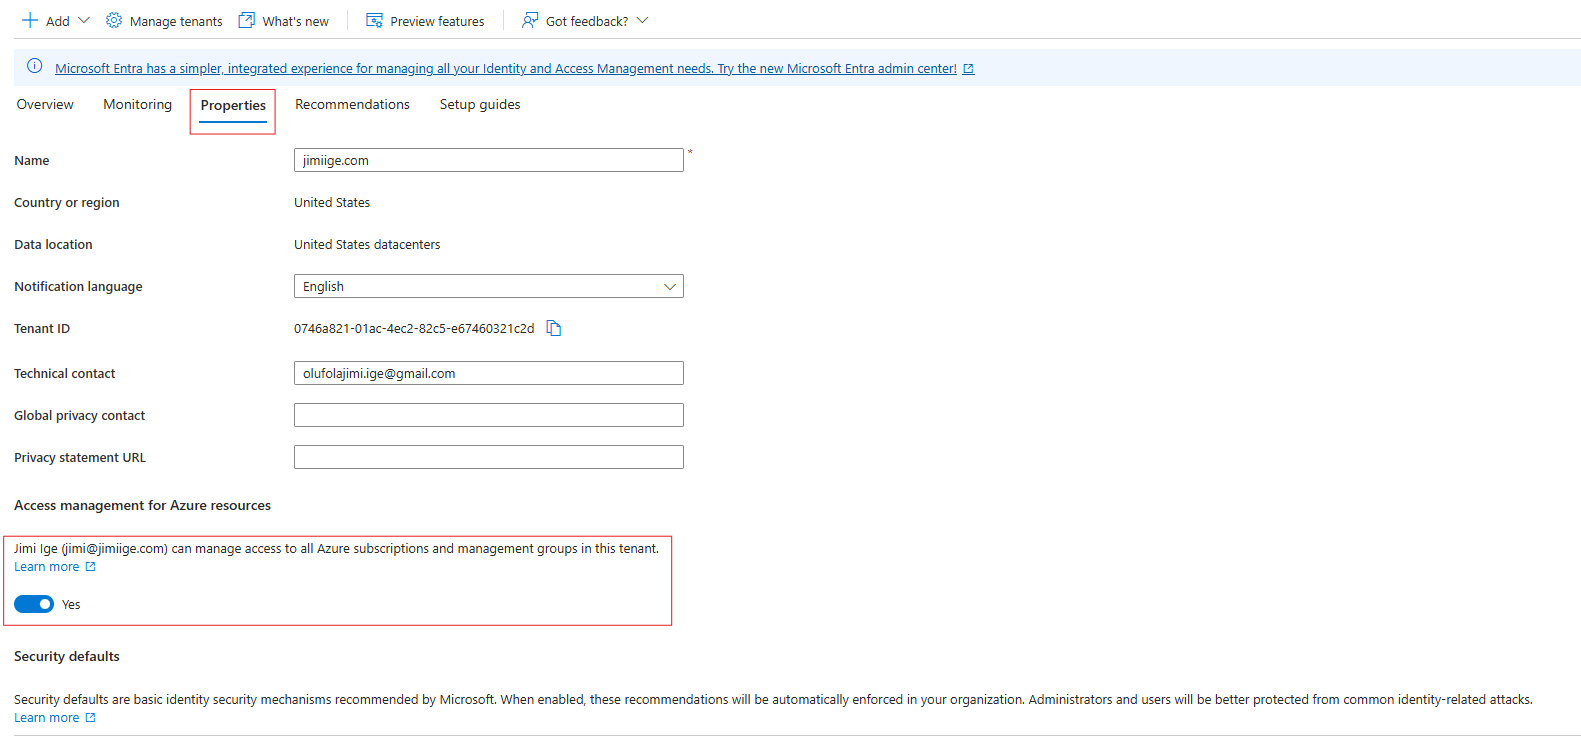 Add Manage tenants What's new Preview features Got feedback?
Microsoft Entra has a simpler, integrated experience for managing all your Identity and Access Management needs. Try the new Microsoft Entra admin center!
Overview Monitoring Properties Recommendations Setup guides
Name jimiige.com *
Country or region United States
Data location United States datacenters
Notification language English
Tenant ID 0746a821-01ac-4ec2-82c5-e67460321c2d
Technical contact olufolajimi.ige@gmail.com
Global privacy contact
Privacy statement URL
Access management for Azure resources
Jimi Ige (jimi@jimiige.com) can manage access to all Azure subscriptions and management groups in this tenant.
Learn more
Yes
Security defaults
Security defaults are basic identity security mechanisms recommended by Microsoft. When enabled, these recommendations will be automatically enforced in your organization. Administrators and users will be better protected from common identity-related attacks.
Learn more